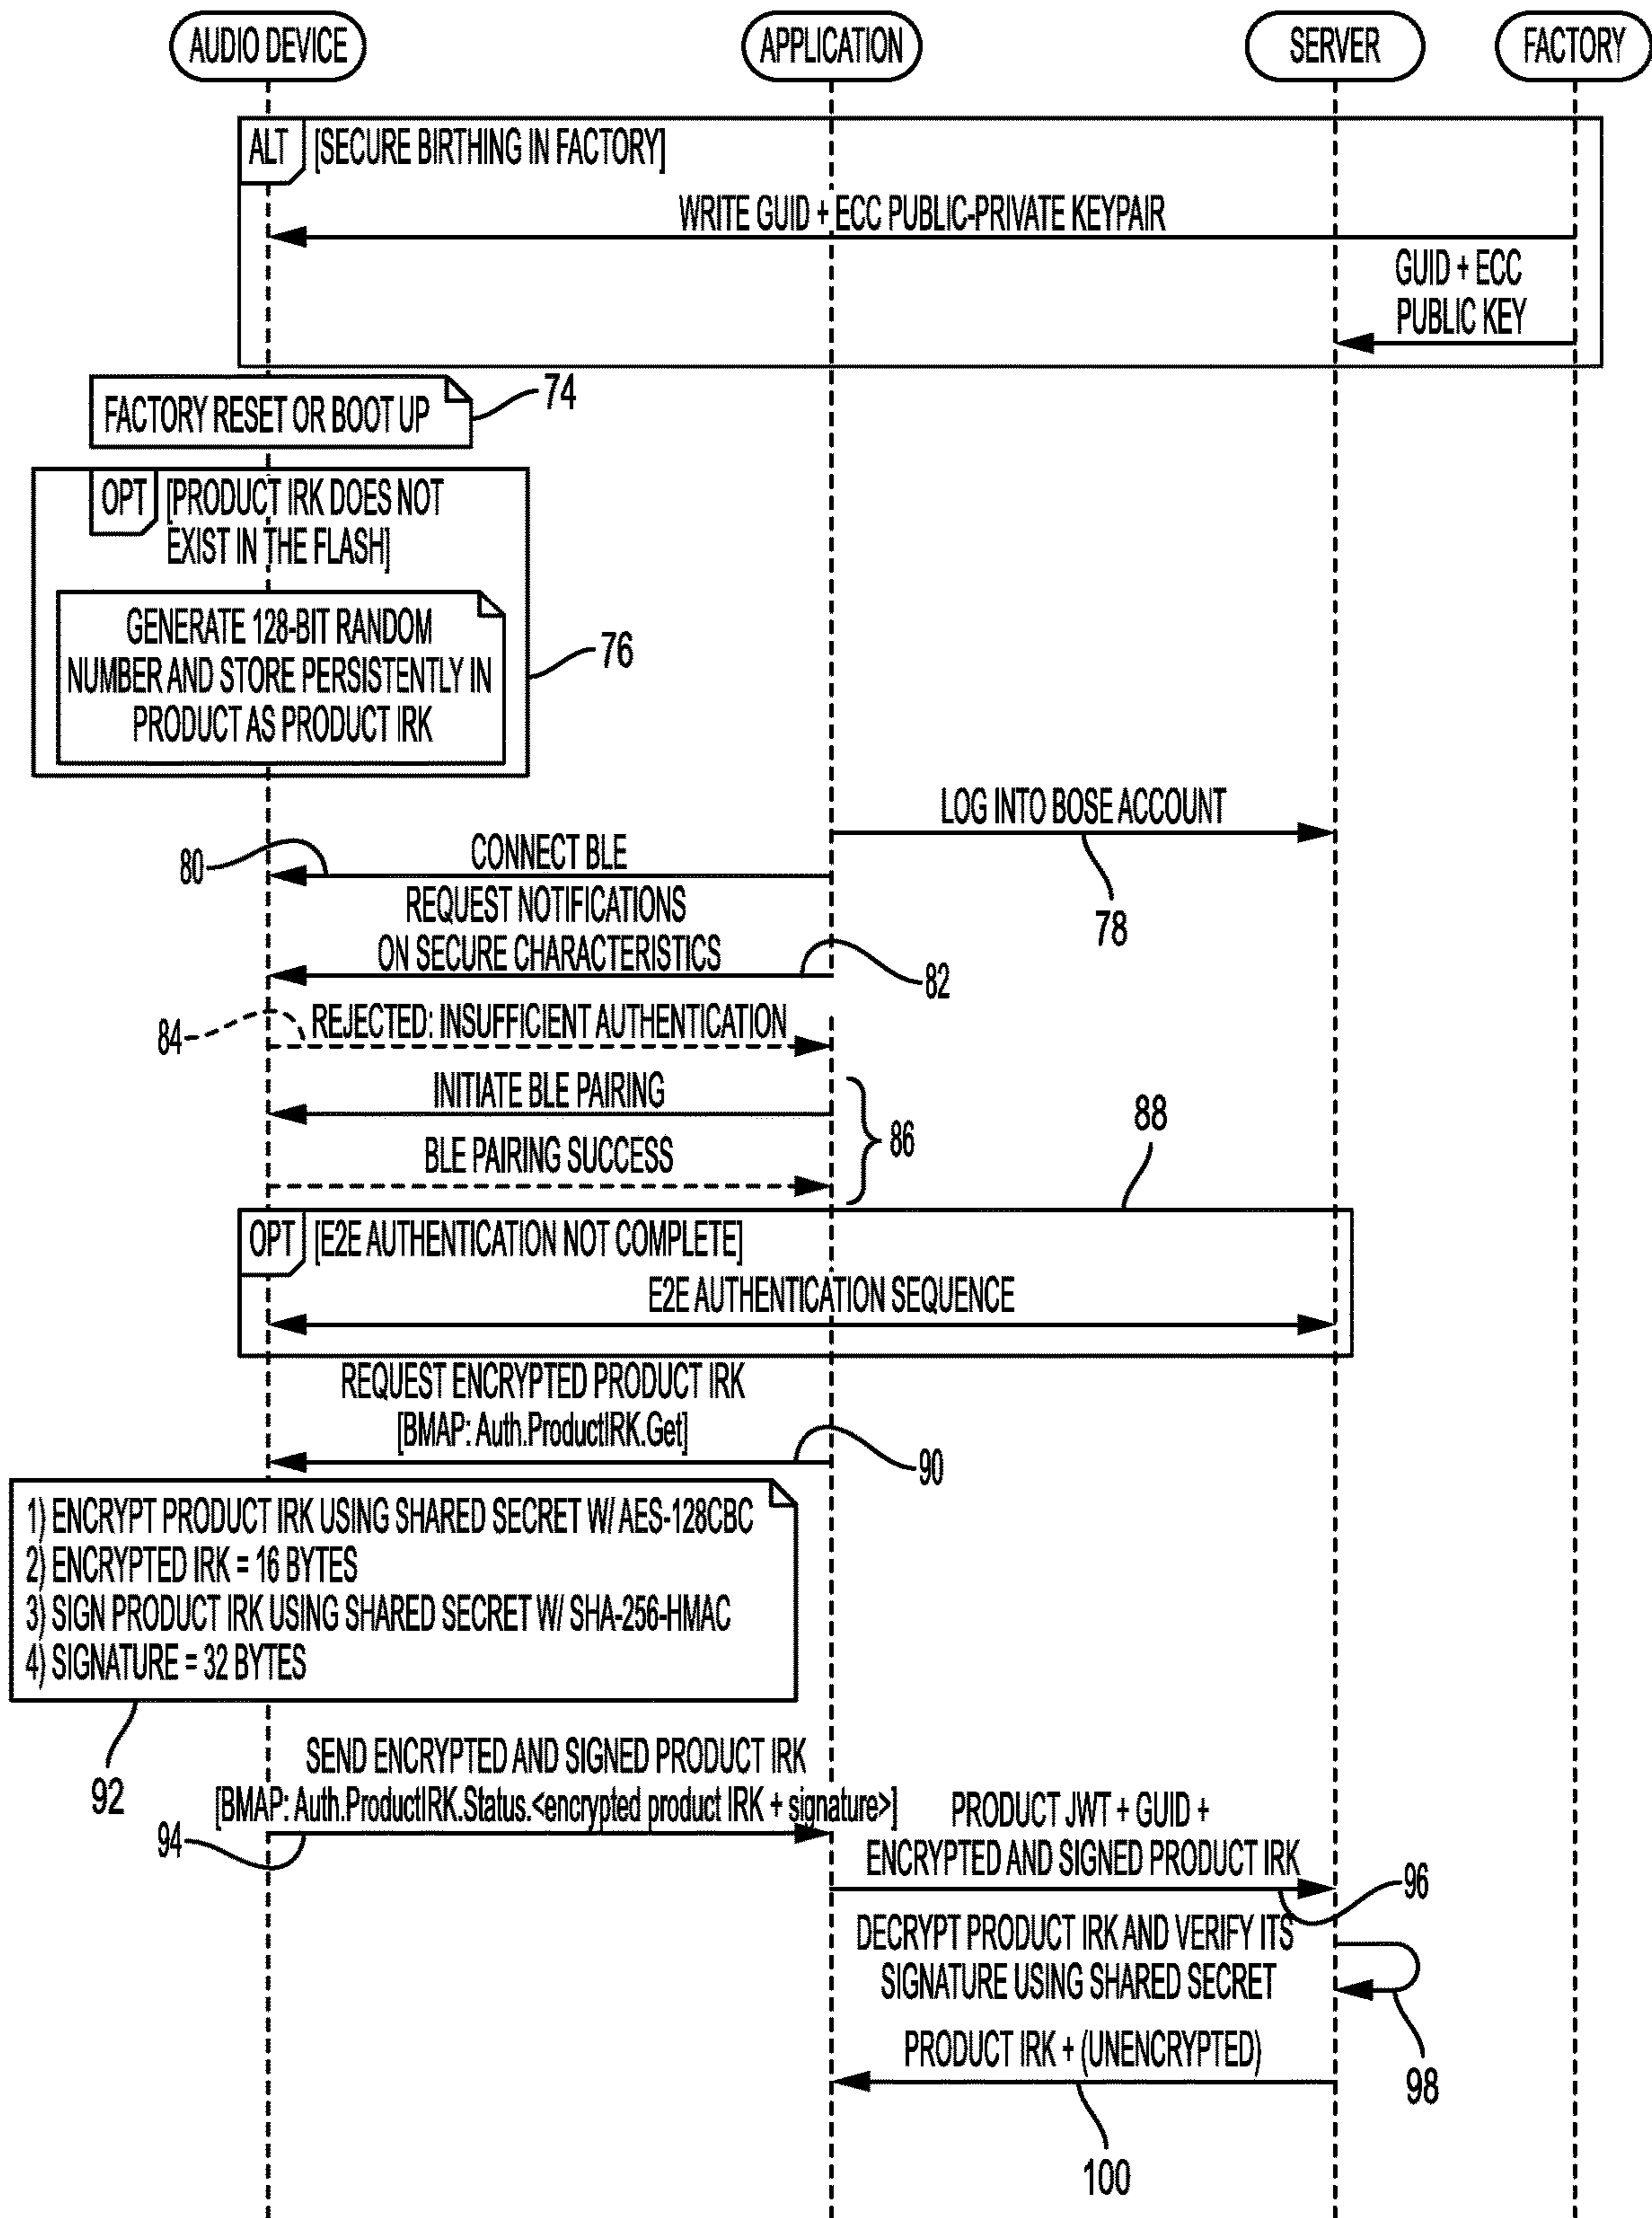 AUDIO DEVICE
APPLICATION
SERVER
FACTORY
ALT
[SECURE BIRTHING IN FACTORY]
WRITE GUID + ECC PUBLIC-PRIVATE KEYPAIR
GUID + ECC
PUBLIC KEY
FACTORY RESET OR BOOT UP
74
OPT
[PRODUCT IRK DOES NOT
EXIST IN THE FLASH]
GENERATE 128-BIT RANDOM
NUMBER AND STORE PERSISTENTLY IN
PRODUCT AS PRODUCT IRK
76
LOG INTO BOSE ACCOUNT
78
80
CONNECT BLE
REQUEST NOTIFICATIONS
ON SECURE CHARACTERISTICS
82
84
REJECTED: INSUFFICIENT AUTHENTICATION
INITIATE BLE PAIRING
BLE PAIRING SUCCESS
86
88
OPT
[E2E AUTHENTICATION NOT COMPLETE]
E2E AUTHENTICATION SEQUENCE
REQUEST ENCRYPTED PRODUCT IRK
[BMAP: Auth.ProductIRK.Get]
90
1) ENCRYPT PRODUCT IRK USING SHARED SECRET W/ AES-128CBC
2) ENCRYPTED IRK = 16 BYTES
3) SIGN PRODUCT IRK USING SHARED SECRET W/ SHA-256-HMAC
4) SIGNATURE = 32 BYTES
92
SEND ENCRYPTED AND SIGNED PRODUCT IRK
[BMAP: Auth.ProductIRK.Status.<encrypted product IRK + signature>]
94
PRODUCT JWT + GUID +
ENCRYPTED AND SIGNED PRODUCT IRK
96
DECRYPT PRODUCT IRK AND VERIFY ITS
SIGNATURE USING SHARED SECRET
98
PRODUCT IRK + (UNENCRYPTED)
100